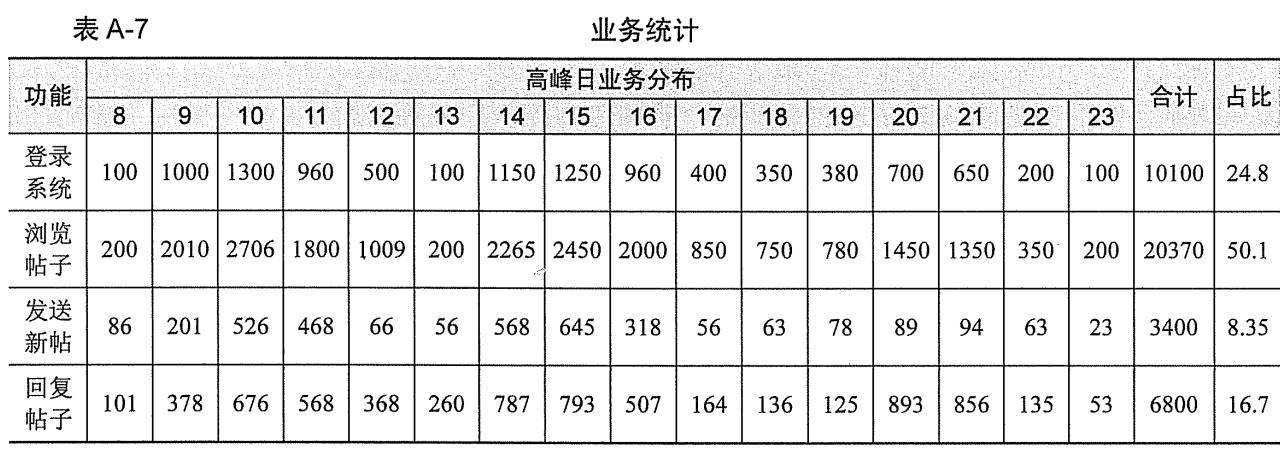 表 A-7 业务统计
功能 高峰日业务分布 合计 占比
8 9 10 11 12 13 14 15 16 17 18 19 20 21 22 23
登录系统 100 1000 1300 960 500 100 1150 1250 960 400 350 380 700 650 200 100 10100 24.8
浏览帖子 200 2010 2706 1800 1009 200 2265 2450 2000 850 750 780 1450 1350 350 200 20370 50.1
发送新帖 86 201 526 468 66 56 568 645 318 56 63 78 89 94 63 23 3400 8.35
回复帖子 101 378 676 568 368 260 787 793 507 164 136 125 893 856 135 53 6800 16.7